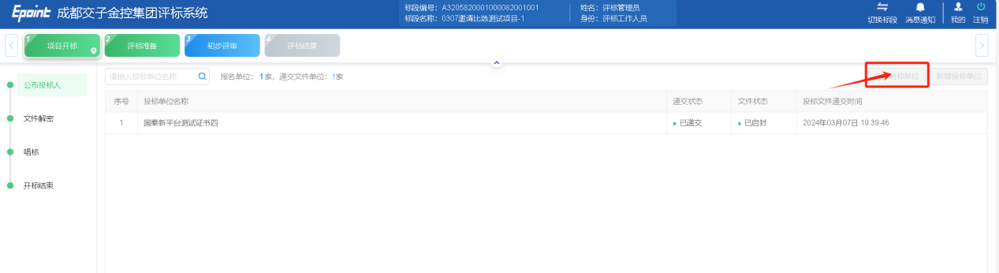 Epoint 成都交子金控集团评标系统
标段编号：A3205820001000082001001
标段名称：0307邀请比选测试项目-1
姓名：评标管理员
身份：评标工作人员
切换标段 消息通知 我的 注销
1 项目开标 2 评标准备 3 初步评审 4 评标结果
公布投标人
文件解密
唱标
开标结束
请输入投标单位名称 报名单位：1家，递交文件单位：1家 投标单位 新增投标单位
序号 投标单位名称 递交状态 文件状态 投标文件递交时间
1 国泰新平台测试证书四 已递交 已启封 2024年03月07日 19:39:46